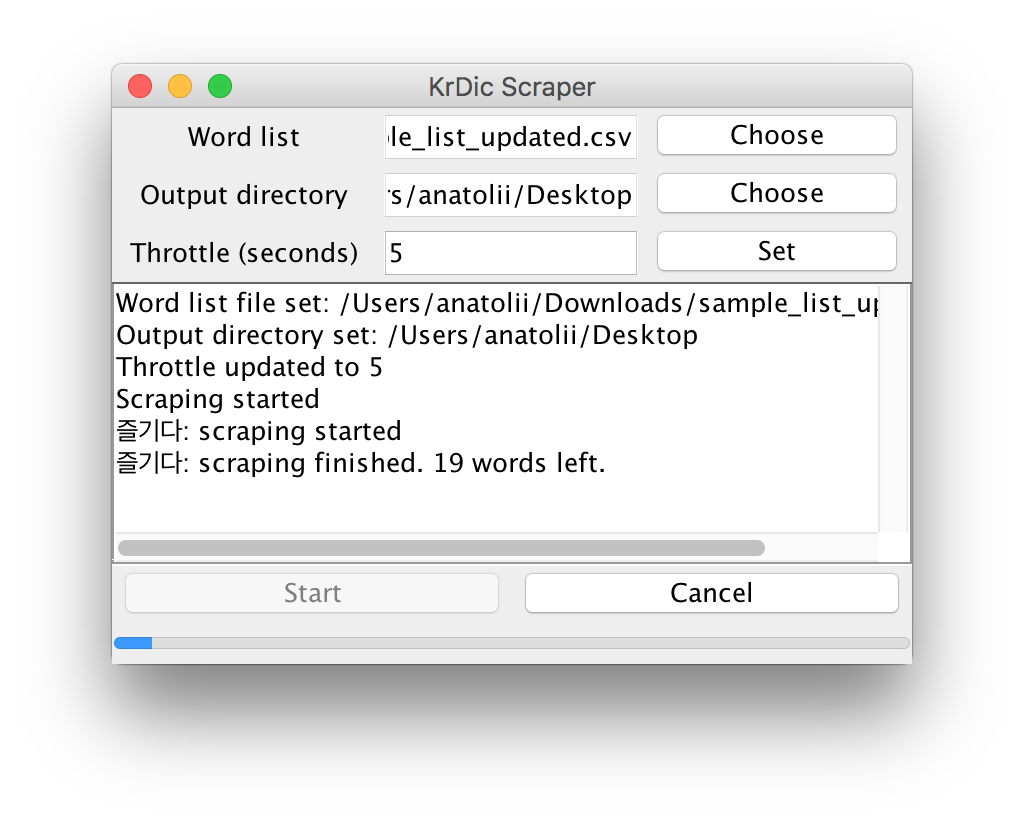 KrDic Scraper
Word list
le_list_updated.csv
Choose
Output directory
s/anatolii/Desktop
Choose
Throttle (seconds)
5
Set
Word list file set: /Users/anatolii/Downloads/sample_list_up
Output directory set: /Users/anatolii/Desktop
Throttle updated to 5
Scraping started
즐기다: scraping started
즐기다: scraping finished. 19 words left.
Start
Cancel